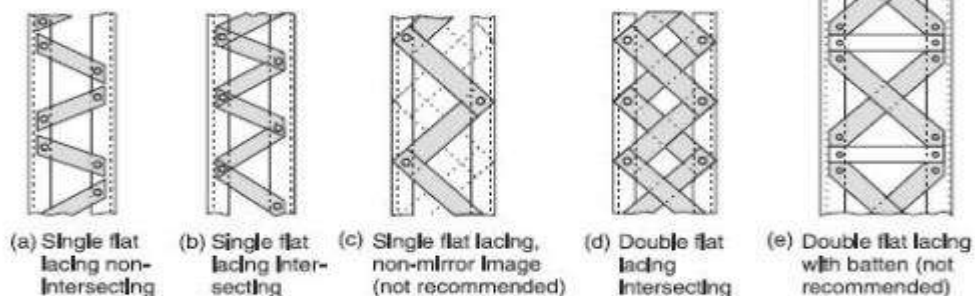 (a) Single flat
lacing non-
intersecting
(b) Single flat
lacing inter-
secting
(c) Single flat lacing,
non-mirror image
(not recommended)
(d) Double flat
lacing
intersecting
(e) Double flat lacing
with batten (not
recommended)